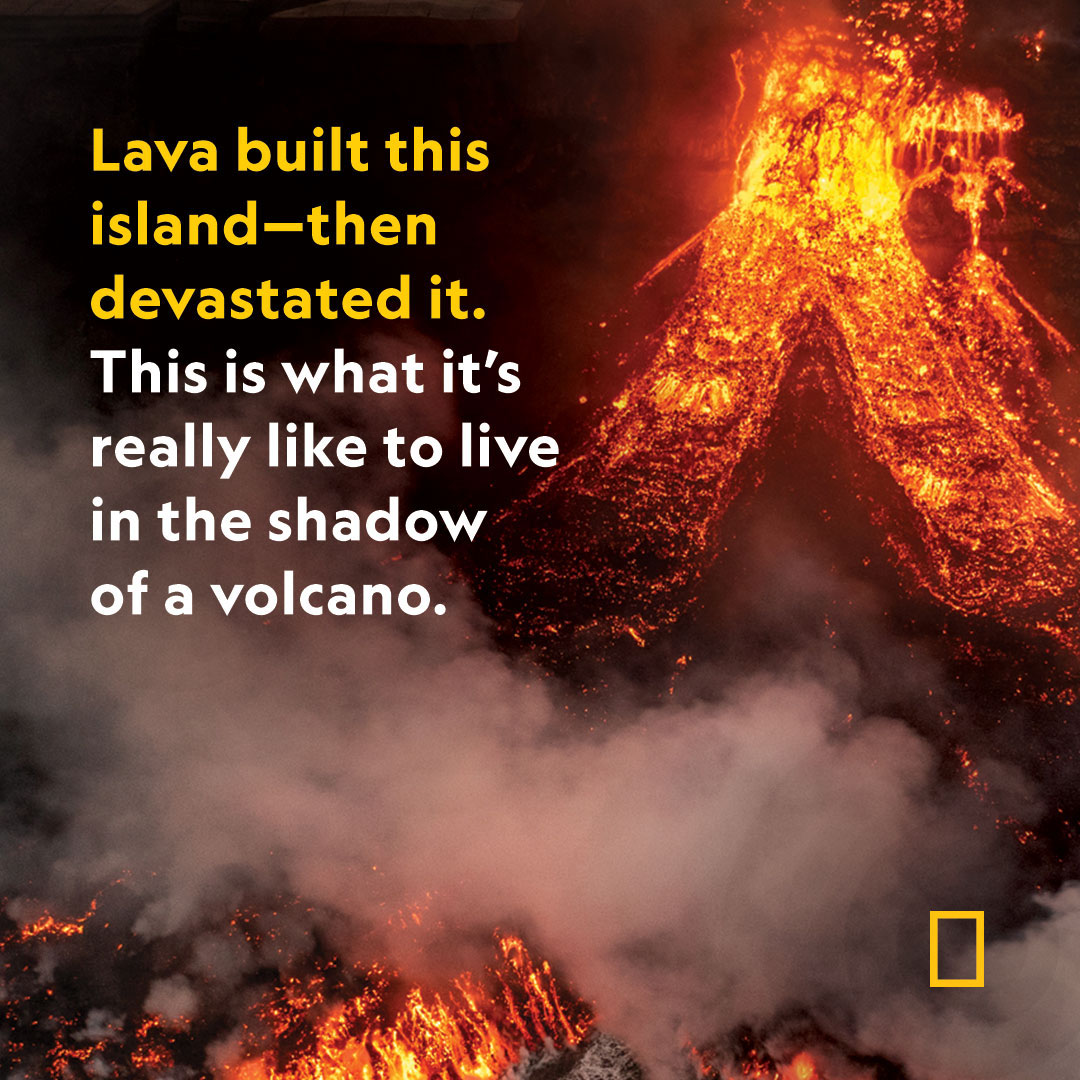 Lava built this
island—then
devastated it.
This is what it’s
really like to live
in the shadow
of a volcano.